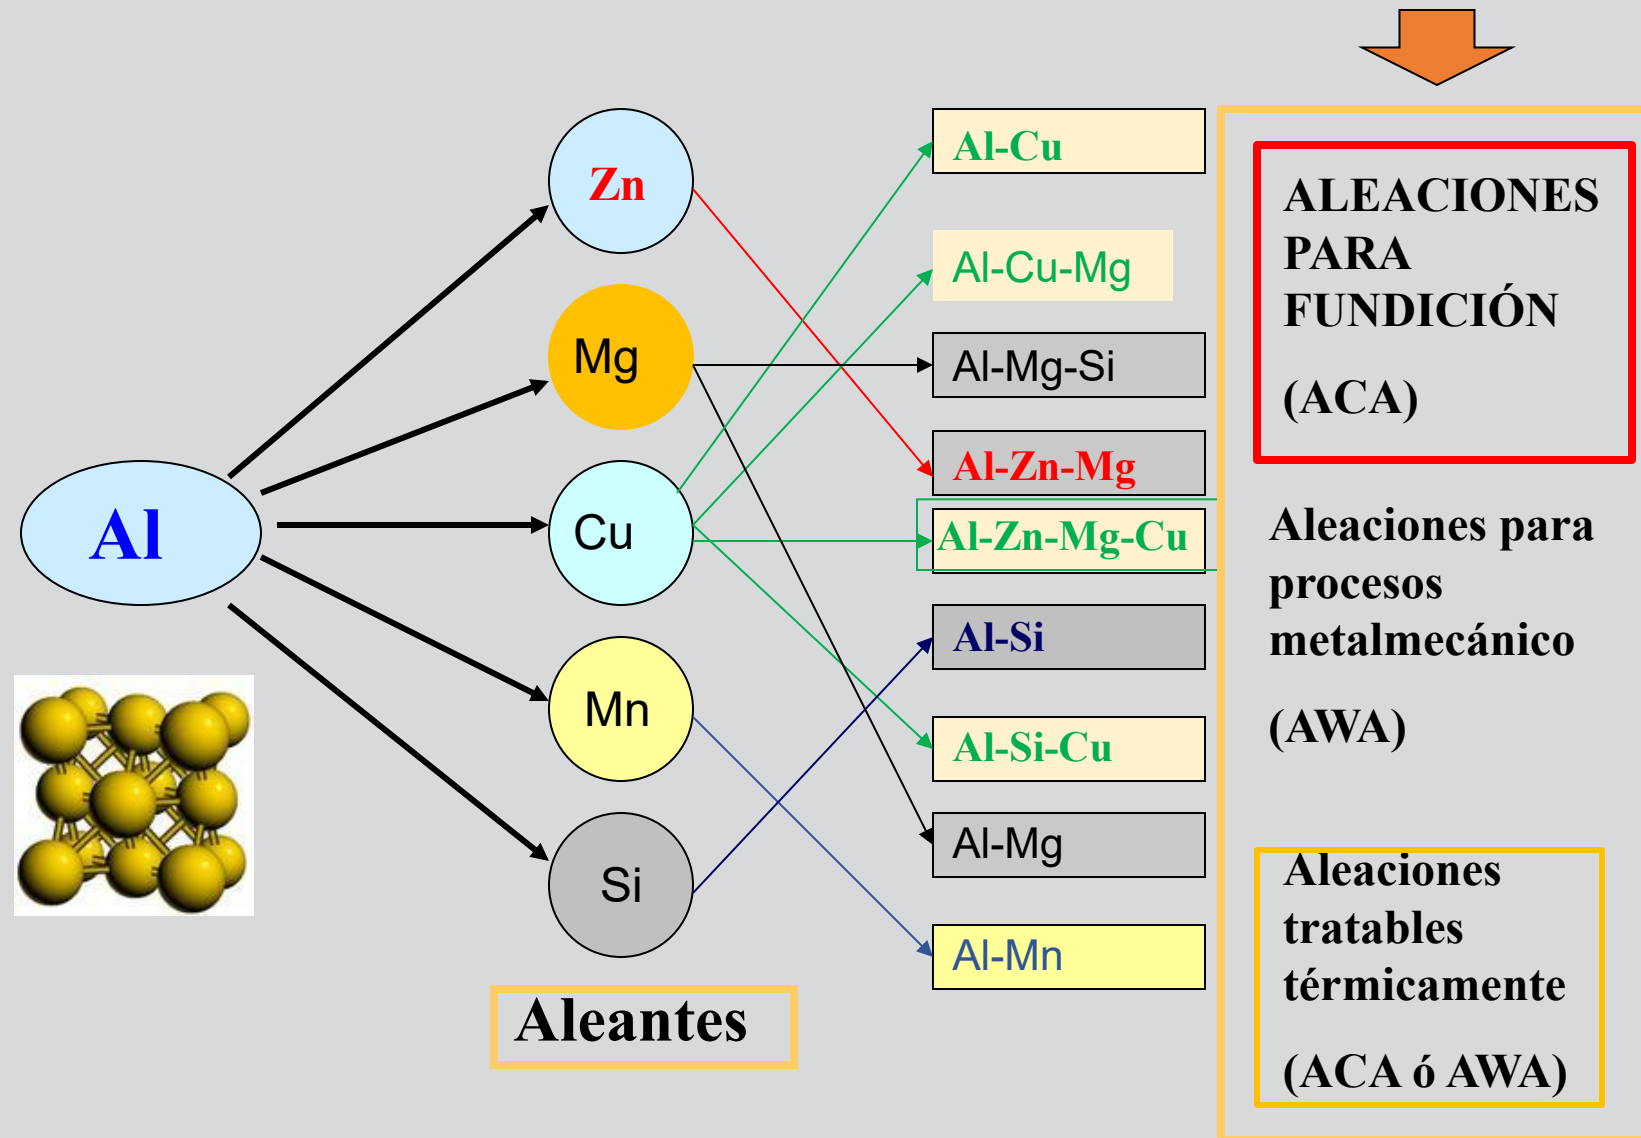 Al
Zn
Mg
Cu
Mn
Si
Aleantes
Al-Cu
Al-Cu-Mg
Al-Mg-Si
Al-Zn-Mg
Al-Zn-Mg-Cu
Al-Si
Al-Si-Cu
Al-Mg
Al-Mn
ALEACIONES
PARA
FUNDICIÓN
(ACA)
Aleaciones para
procesos
metalmecánico
(AWA)
Aleaciones
tratables
térmicamente
(ACA ó AWA)